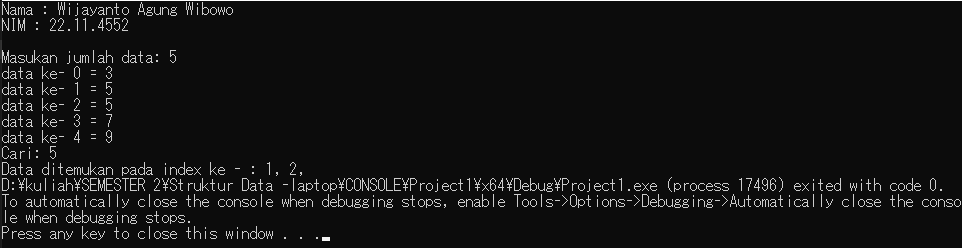 Nama : Wijayanto Agung Wibowo
NIM : 22.11.4552
Masukan jumlah data: 5
data ke- 0 = 3
data ke- 1 = 5
data ke- 2 = 5
data ke- 3 = 7
data ke- 4 = 9
Cari: 5
Data ditemukan pada index ke - : 1, 2,
D:¥kuliah¥SEMESTER 2¥Struktur Data -laptop¥CONSOLE¥Project1¥x64¥Debug¥Project1.exe (process 17496) exited with code 0.
To automatically close the console when debugging stops, enable Tools->Options->Debugging->Automatically close the conso
le when debugging stops.
Press any key to close this window . . .